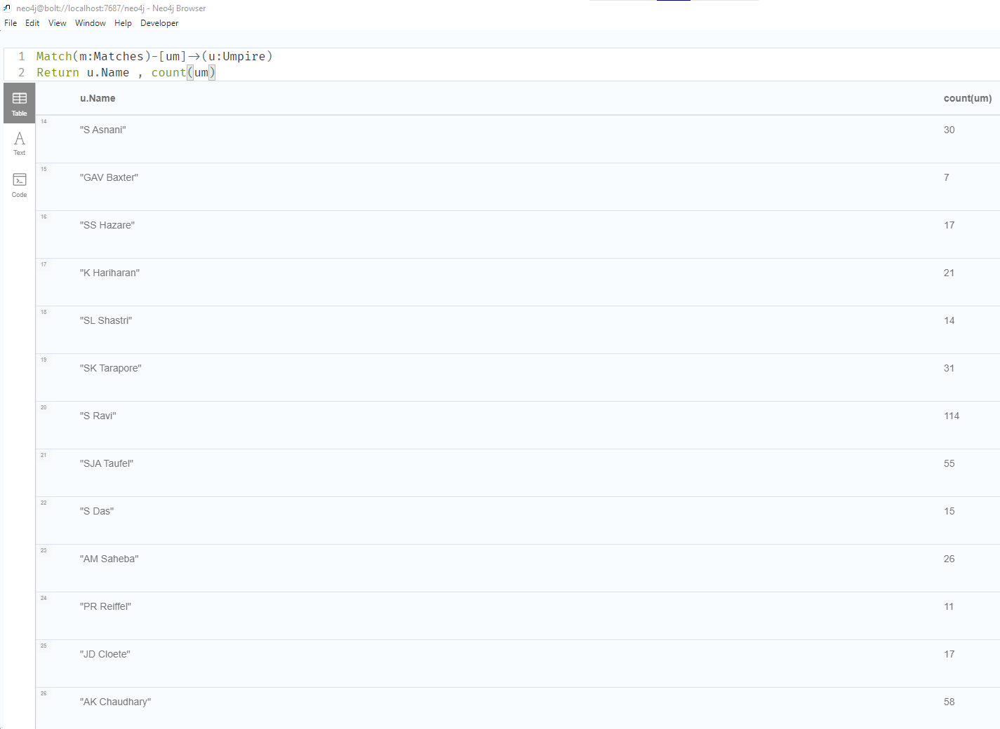 neo4j@bolt://localhost:7687/neo4j - Neo4j Browser
File Edit View Window Help Developer
1 Match(m:Matches)-[um]->(u:Umpire)
2 Return u.Name , count(um)
Table
Text
Code
u.Name count(um)
14 "S Asnani" 30
15 "GAV Baxter" 7
16 "SS Hazare" 17
17 "K Hariharan" 21
18 "SL Shastri" 14
19 "SK Tarapore" 31
20 "S Ravi" 114
21 "SJA Taufel" 55
22 "S Das" 15
23 "AM Saheba" 26
24 "PR Reiffel" 11
25 "JD Cloete" 17
26 "AK Chaudhary" 58